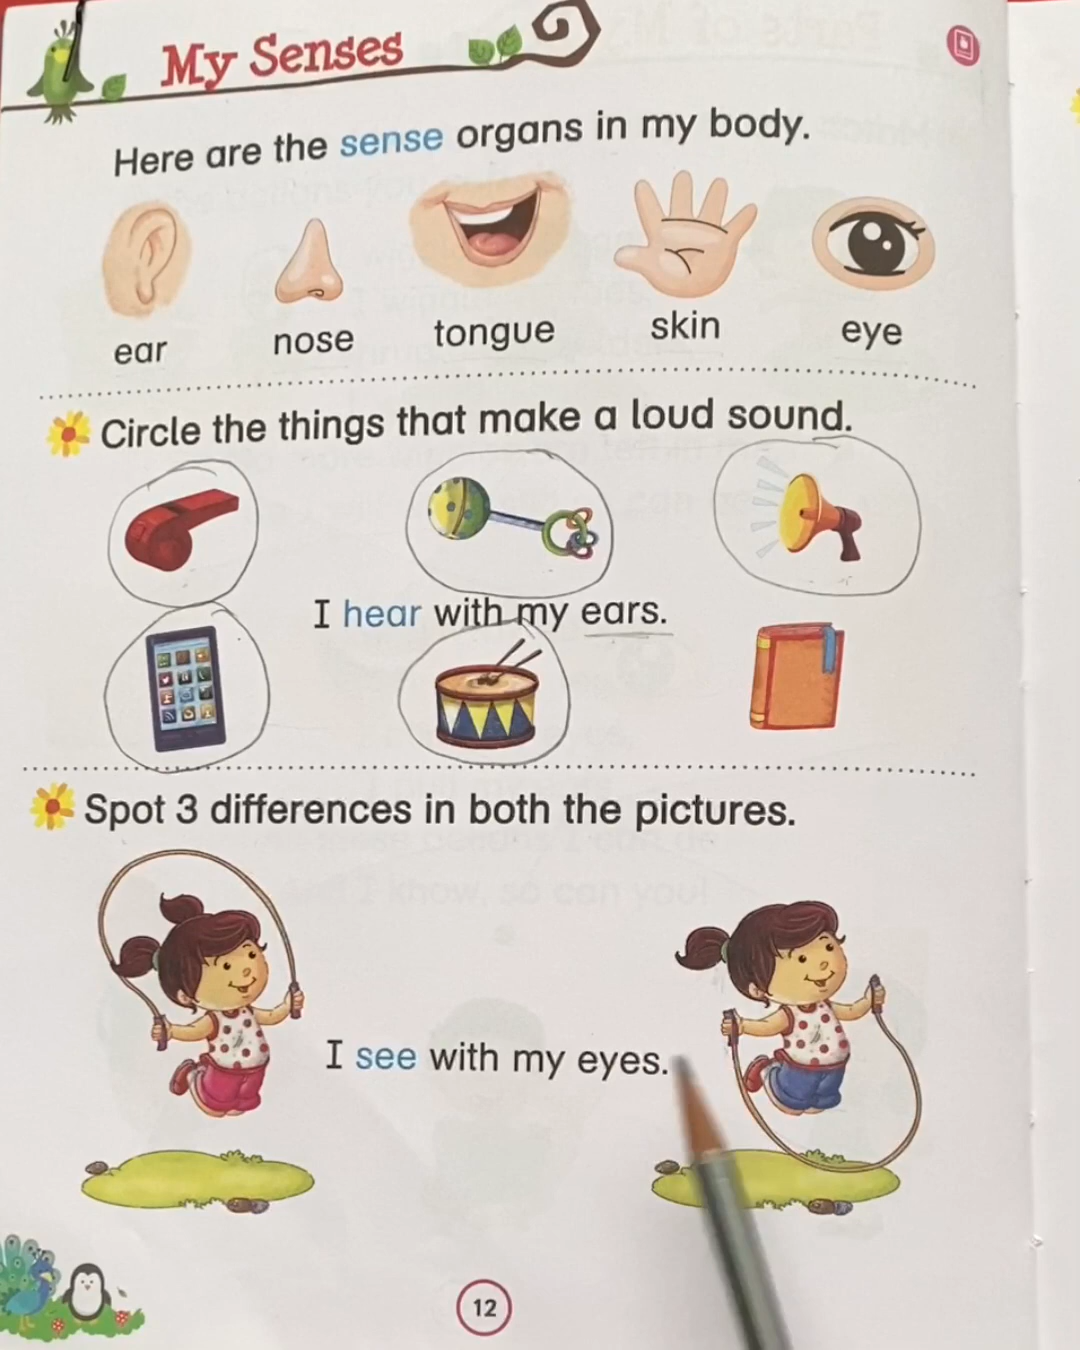 My Senses
Here are the sense organs in my body.
ear nose tongue skin eye
Circle the things that make a loud sound.
I hear with my ears.
Spot 3 differences in both the pictures.
I see with my eyes.
12